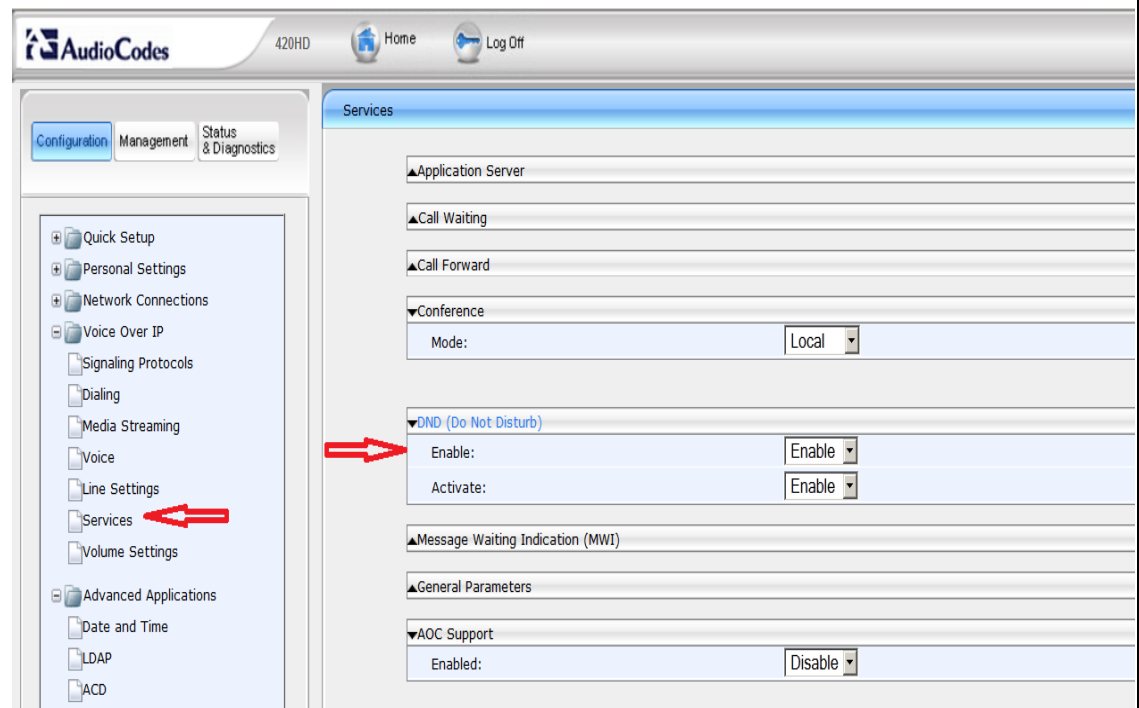 AudioCodes
420HD
Home
Log Off
Configuration
Management
Status
& Diagnostics
Quick Setup
Personal Settings
Network Connections
Voice Over IP
Signaling Protocols
Dialing
Media Streaming
Voice
Line Settings
Services
Volume Settings
Advanced Applications
Date and Time
LDAP
ACD
Services
Application Server
Call Waiting
Call Forward
Conference
Mode: Local
DND (Do Not Disturb)
Enable: Enable
Activate: Enable
Message Waiting Indication (MWI)
General Parameters
AOC Support
Enabled: Disable